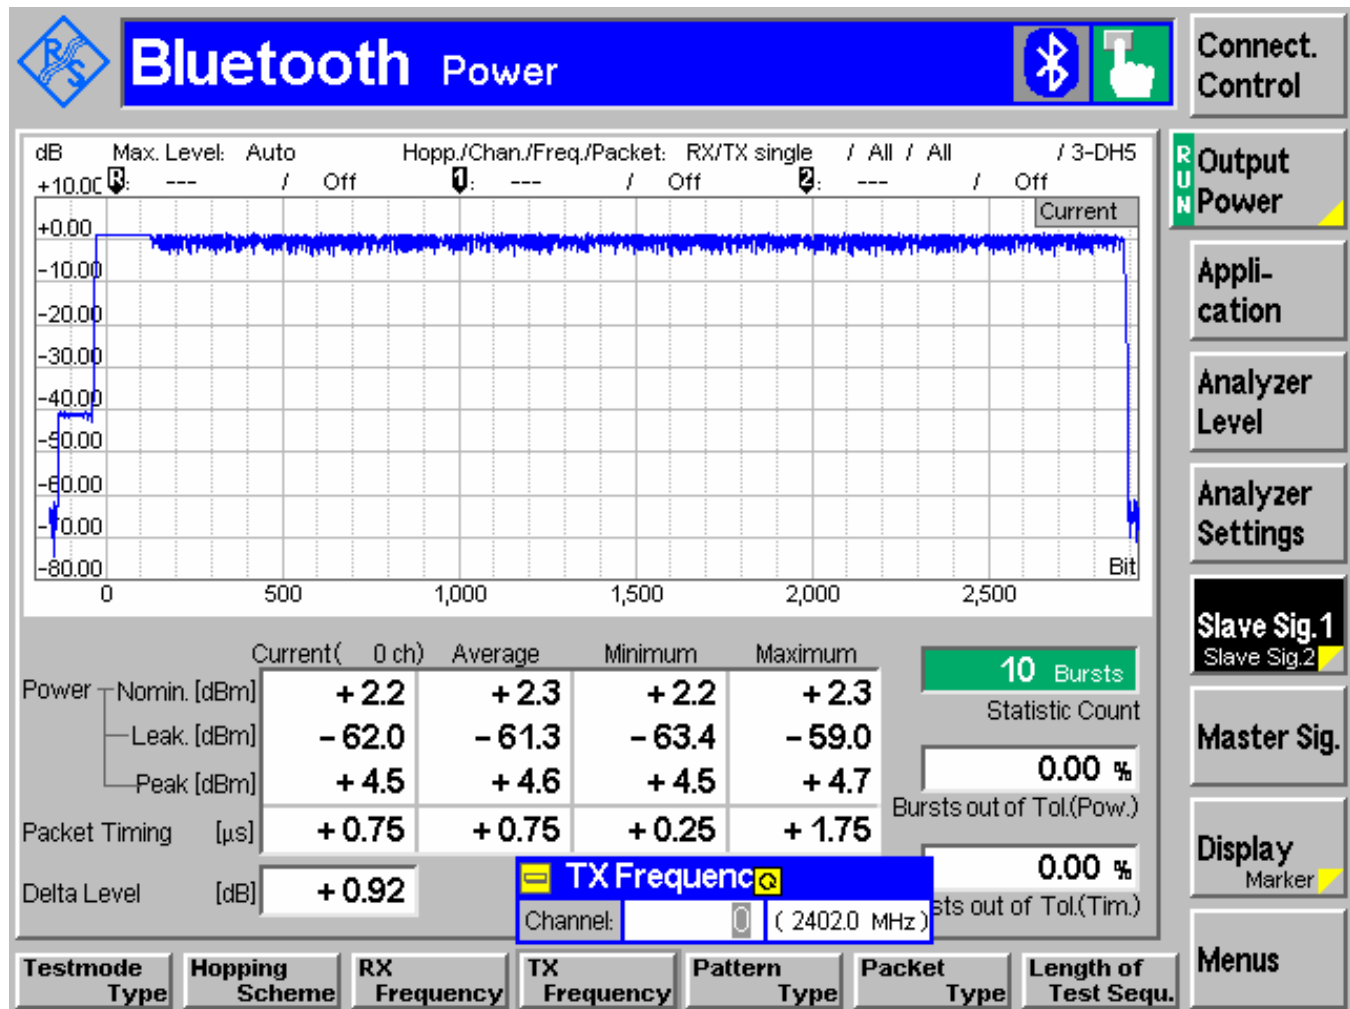 R S Bluetooth Power
Connect. Control
dB Max. Level: Auto Hopp./Chan./Freq./Packet: RX/TX single / All / All / 3-DH5
+10.00 R: --- / Off 1: --- / Off 2: --- / Off
Current
+0.00
-10.00
-20.00
-30.00
-40.00
-50.00
-60.00
-70.00
-80.00
Bit
0 500 1,000 1,500 2,000 2,500
RUN
Output Power
Appli-
cation
Analyzer Level
Analyzer Settings
Slave Sig.1
Slave Sig.2
Master Sig.
Display
Marker
Menus
Current( 0 ch) Average Minimum Maximum
Power Nomin. [dBm] + 2.2 + 2.3 + 2.2 + 2.3
Leak. [dBm] - 62.0 - 61.3 - 63.4 - 59.0
Peak [dBm] + 4.5 + 4.6 + 4.5 + 4.7
Packet Timing [µs] + 0.75 + 0.75 + 0.25 + 1.75
Delta Level [dB] + 0.92
10 Bursts
Statistic Count
0.00 %
Bursts out of Tol.(Pow.)
0.00 %
sts out of Tol.(Tim.)
TX Frequenc
Channel: 0 ( 2402.0 MHz )
Testmode Type
Hopping Scheme
RX Frequency
TX Frequency
Pattern Type
Packet Type
Length of Test Sequ.